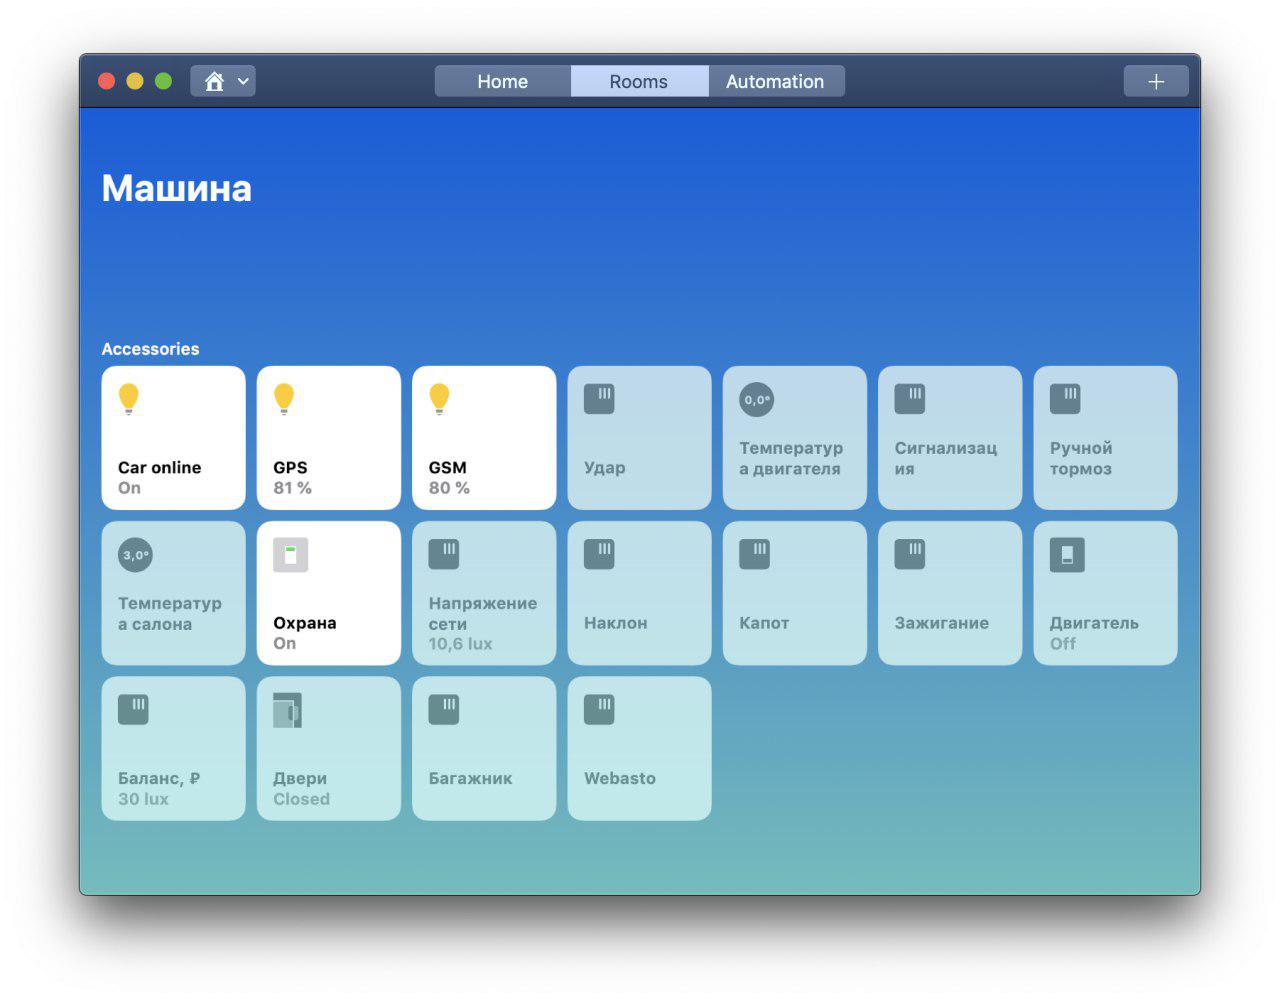 Home
Rooms
Automation
Машина
Accessories
Car online
On
GPS
81 %
GSM
80 %
Удар
0,0°
Температур
а двигателя
Сигнализац
ия
Ручной
тормоз
3,0°
Температур
а салона
Охрана
On
Напряжение
сети
10,6 lux
Наклон
Капот
Зажигание
Двигатель
Off
Баланс, ₽
30 lux
Двери
Closed
Багажник
Webasto